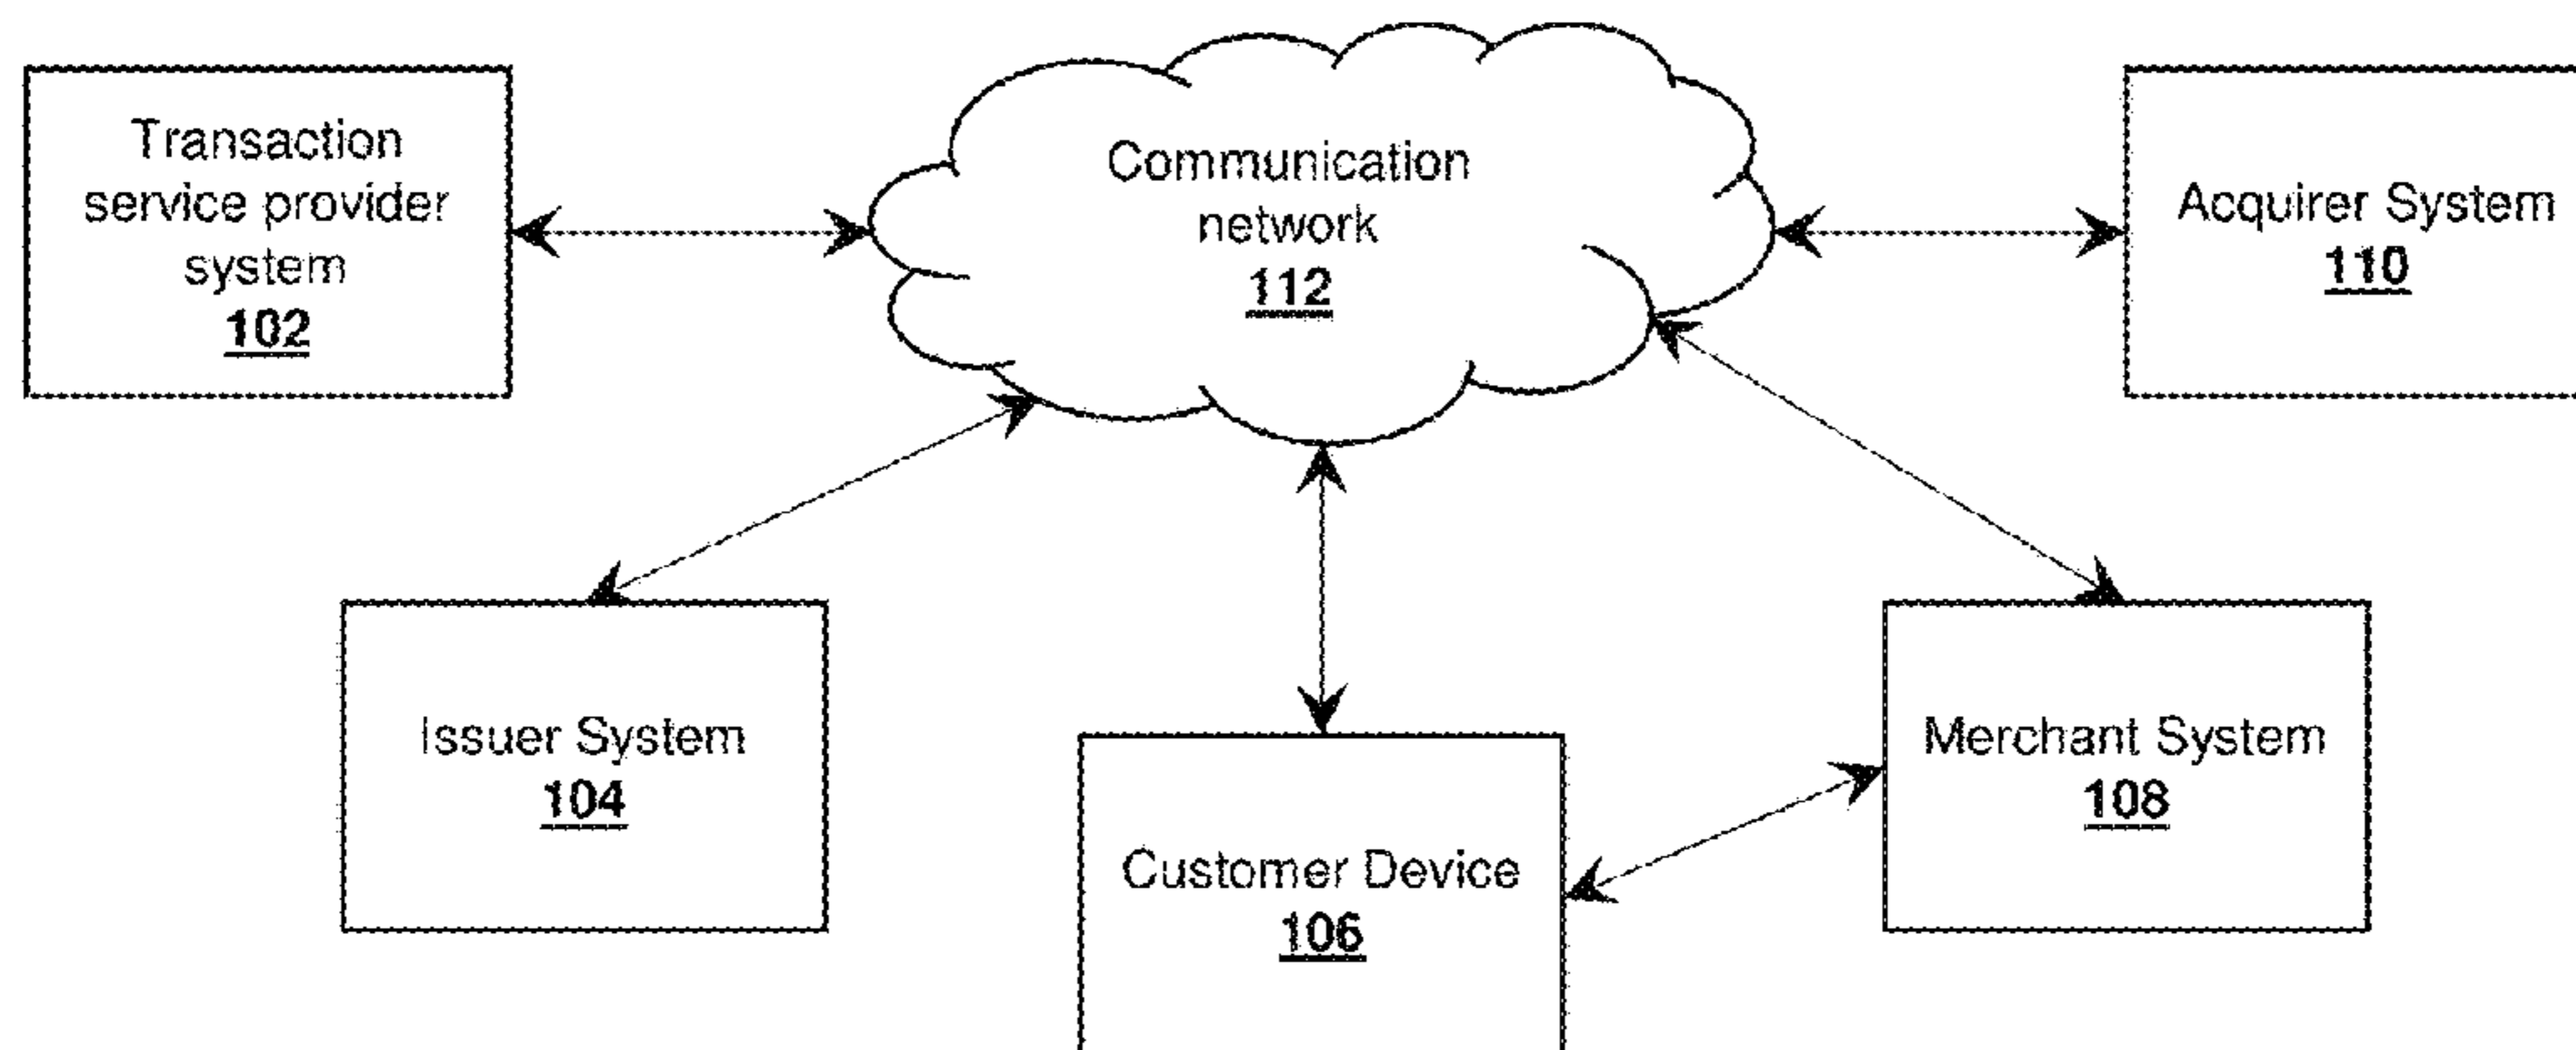 Transaction
service provider
system
102
Communication
network
112
Acquirer System
110
Issuer System
104
Customer Device
106
Merchant System
108